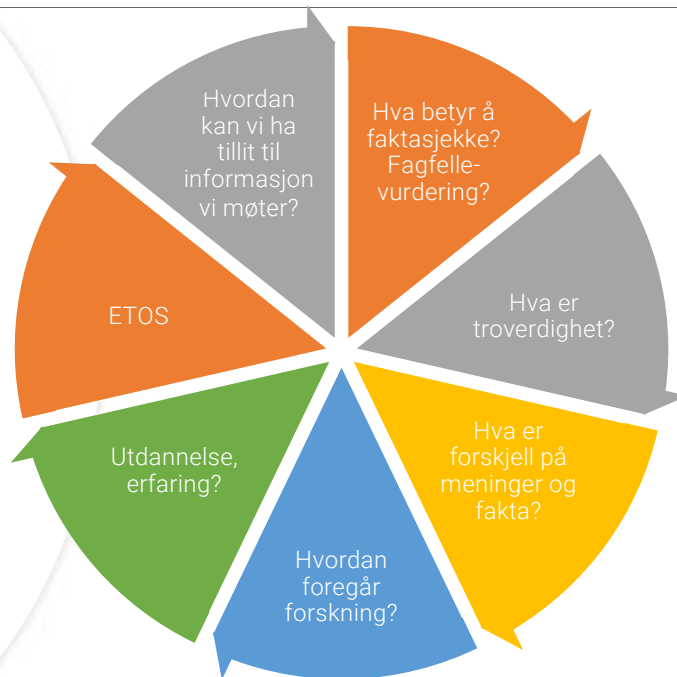 Hvordan
kan vi ha
tillit til
informasjon
vi møter?
Hva betyr å
faktasjekke?
Fagfelle-
vurdering?
Hva er
troverdighet?
Hva er
forskjell på
meninger og
fakta?
Hvordan
foregår
forskning?
Utdannelse,
erfaring?
ETOS